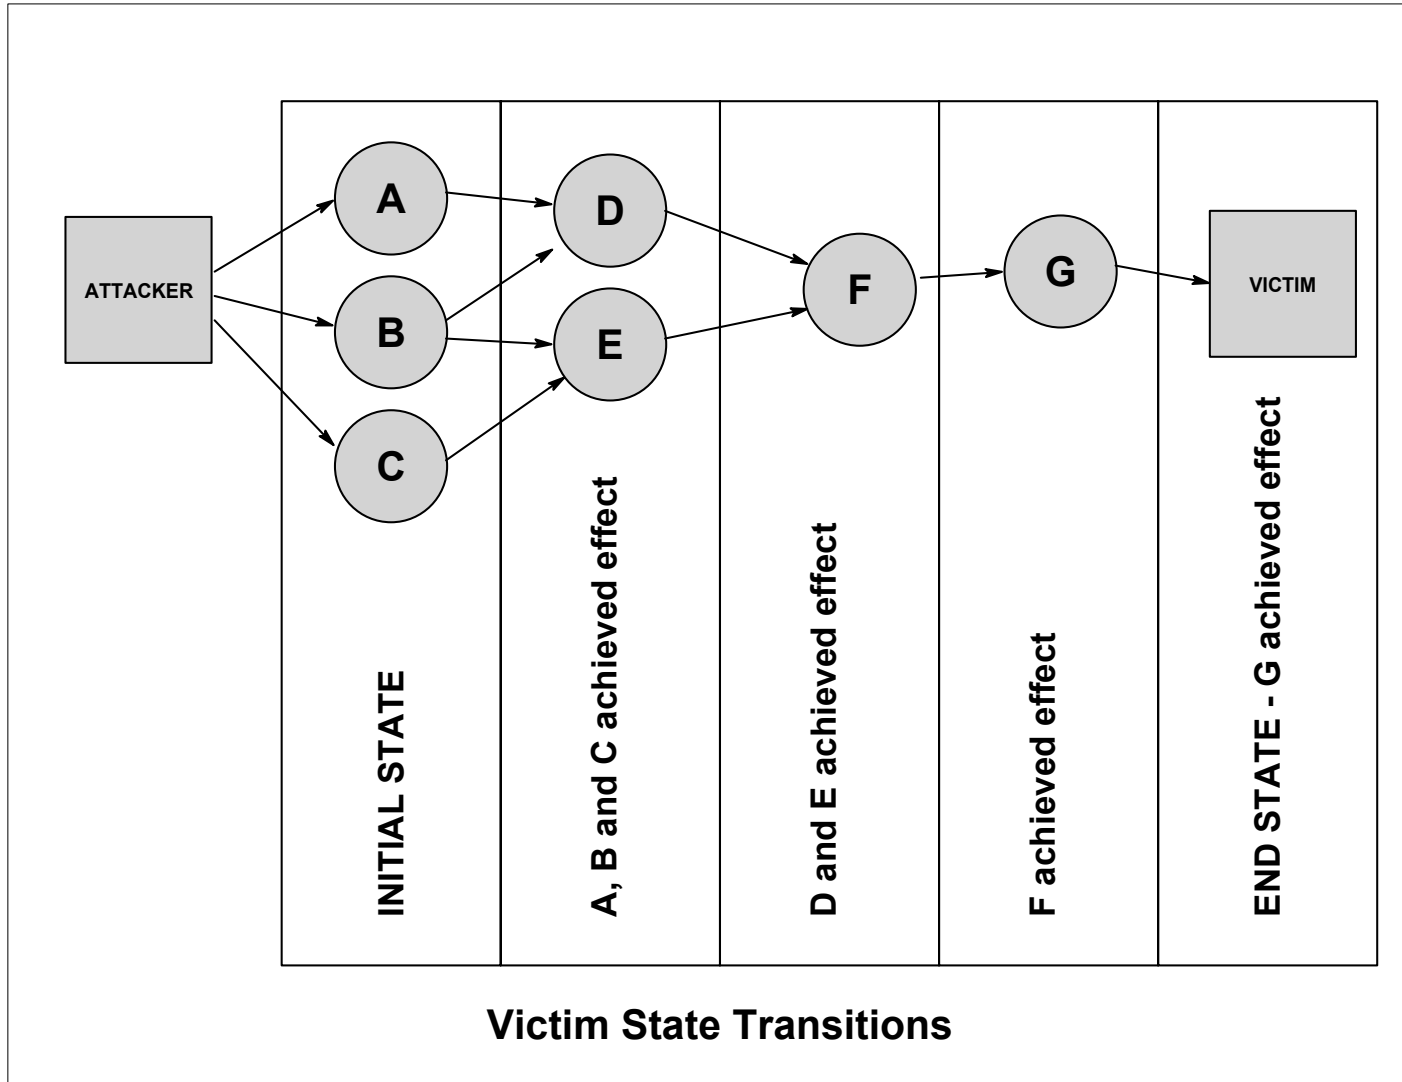 ATTACKER
A
B
C
D
E
F
G
VICTIM
INITIAL STATE
A, B and C achieved effect
D and E achieved effect
F achieved effect
END STATE - G achieved effect
Victim State Transitions